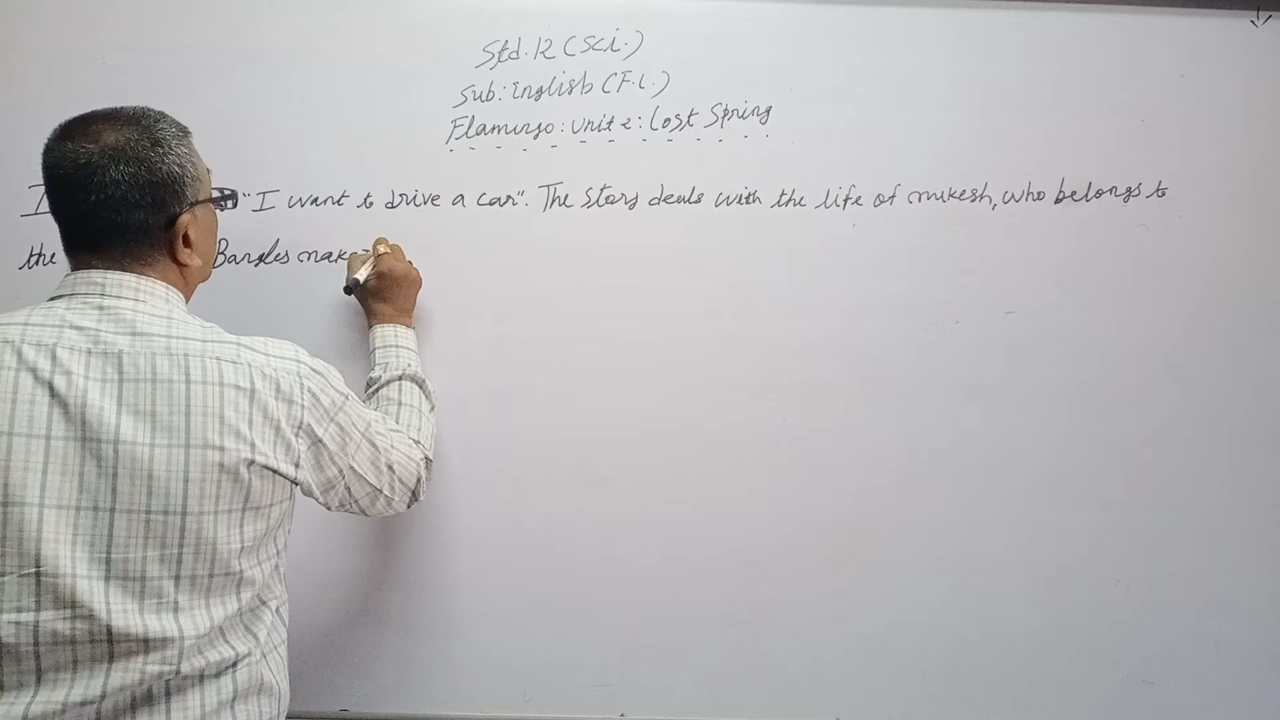 Std. 12 (Sci.)
Sub: English (F.L.)
Flamingo: Unit 2: Lost Spring
"I want to drive a car". The Story deals with the life of mukesh, who belongs to
the Bangles mak